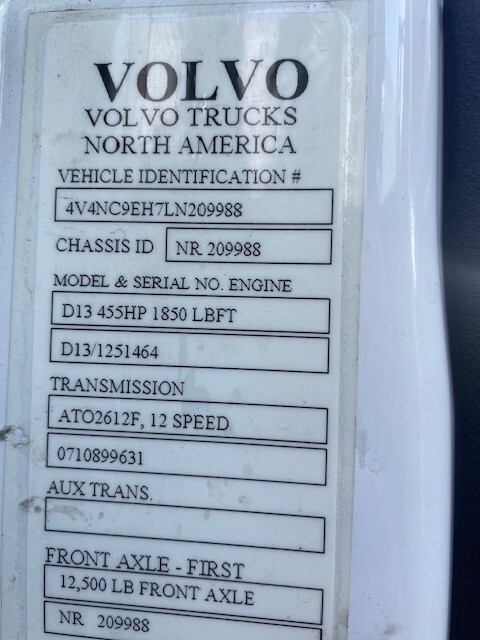 VOLVO
VOLVO TRUCKS
NORTH AMERICA
VEHICLE IDENTIFICATION #
4V4NC9EH7LN209988
CHASSIS ID NR 209988
MODEL & SERIAL NO. ENGINE
D13 455HP 1850 LBFT
D13/1251464
TRANSMISSION
ATO2612F, 12 SPEED
0710899631
AUX TRANS.
FRONT AXLE - FIRST
12,500 LB FRONT AXLE
NR 209988